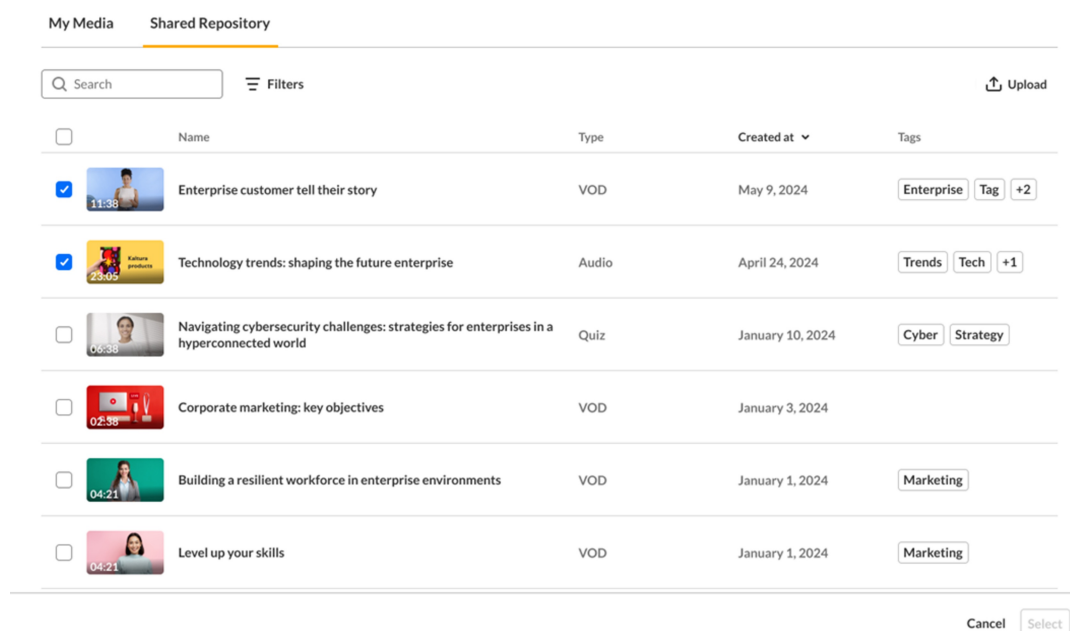 My Media Shared Repository
Search Filters Upload
Name Type Created at Tags
11:38 Enterprise customer tell their story VOD May 9, 2024 Enterprise Tag +2
Kaltura
products
23:05 Technology trends: shaping the future enterprise Audio April 24, 2024 Trends Tech +1
06:38 Navigating cybersecurity challenges: strategies for enterprises in a
hyperconnected world Quiz January 10, 2024 Cyber Strategy
02:38 Corporate marketing: key objectives VOD January 3, 2024
04:21 Building a resilient workforce in enterprise environments VOD January 1, 2024 Marketing
04:21 Level up your skills VOD January 1, 2024 Marketing
Cancel Select